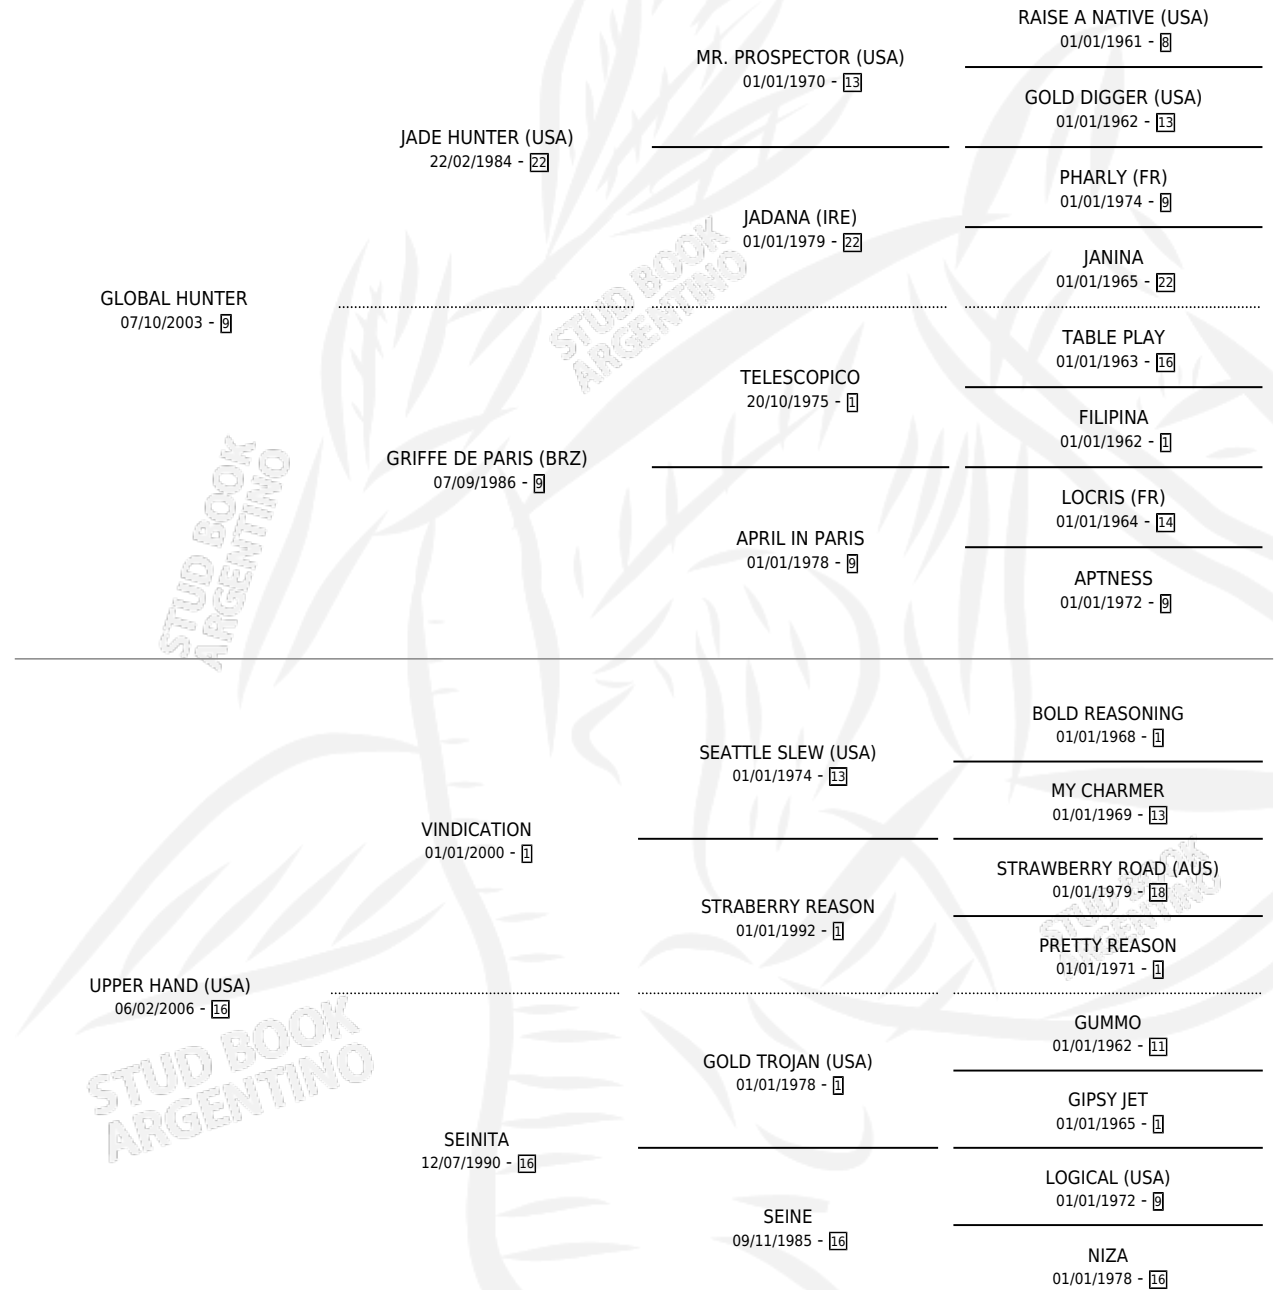 RAISE A NATIVE (USA)
01/01/1961 - 8
MR. PROSPECTOR (USA)
01/01/1970 - 13
GOLD DIGGER (USA)
01/01/1962 - 13
JADE HUNTER (USA)
22/02/1984 - 22
PHARLY (FR)
01/01/1974 - 9
JADANA (IRE)
01/01/1979 - 22
JANINA
01/01/1965 - 22
GLOBAL HUNTER
07/10/2003 - 9
TABLE PLAY
01/01/1963 - 16
TELESCOPICO
20/10/1975 - 1
FILIPINA
01/01/1962 - 1
GRIFFE DE PARIS (BRZ)
07/09/1986 - 9
LOCRIS (FR)
01/01/1964 - 14
APRIL IN PARIS
01/01/1978 - 9
APTNESS
01/01/1972 - 9
BOLD REASONING
01/01/1968 - 1
SEATTLE SLEW (USA)
01/01/1974 - 13
MY CHARMER
01/01/1969 - 13
VINDICATION
01/01/2000 - 1
STRAWBERRY ROAD (AUS)
01/01/1979 - 18
STRABERRY REASON
01/01/1992 - 1
PRETTY REASON
01/01/1971 - 1
UPPER HAND (USA)
06/02/2006 - 16
GUMMO
01/01/1962 - 11
GOLD TROJAN (USA)
01/01/1978 - 1
GIPSY JET
01/01/1965 - 1
SEINITA
12/07/1990 - 16
LOGICAL (USA)
01/01/1972 - 9
SEINE
09/11/1985 - 16
NIZA
01/01/1978 - 16
STUD BOOK
ARGENTINO
STUD BOOK
ARGENTINO
STUD BOOK
ARGENTINO
STUD BOOK
ARGENTINO